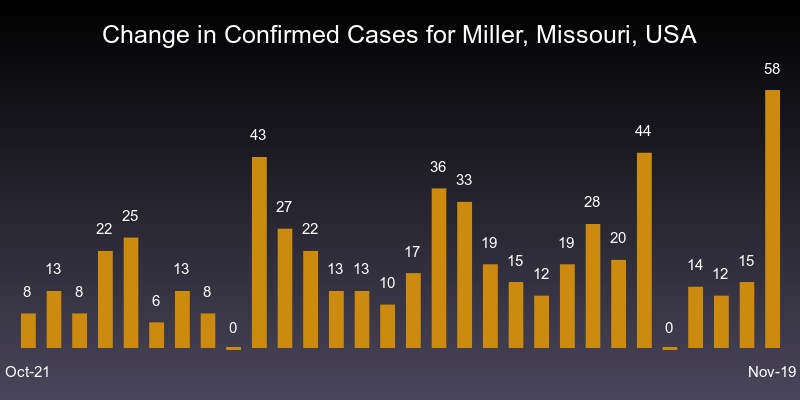 Change in Confirmed Cases for Miller, Missouri, USA
8 13 8 22 25 6 13 8 0 43 27 22 13 13 10 17 36 33 19 15 12 19 28 20 44 0 14 12 15 58
Oct-21 Nov-19